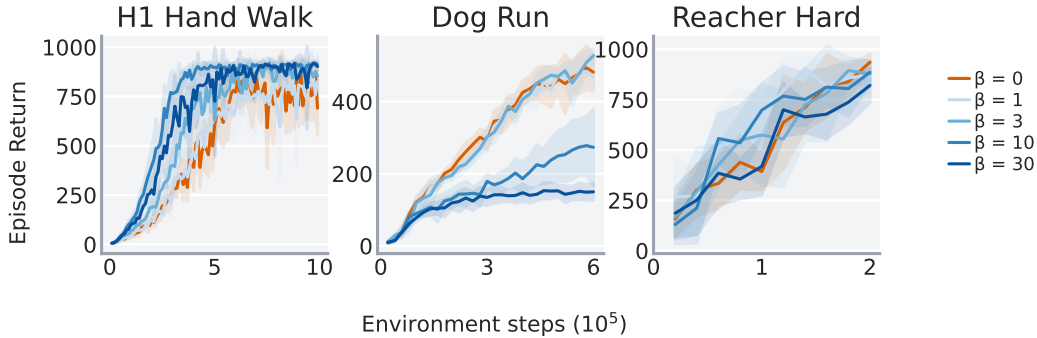 H1 Hand Walk
Dog Run
Reacher Hard
Episode Return
1000
750
500
250
0
0 5 10
400
200
0
0 3 6
1000
750
500
250
0
0 1 2
β = 0
β = 1
β = 3
β = 10
β = 30
Environment steps (10⁵)